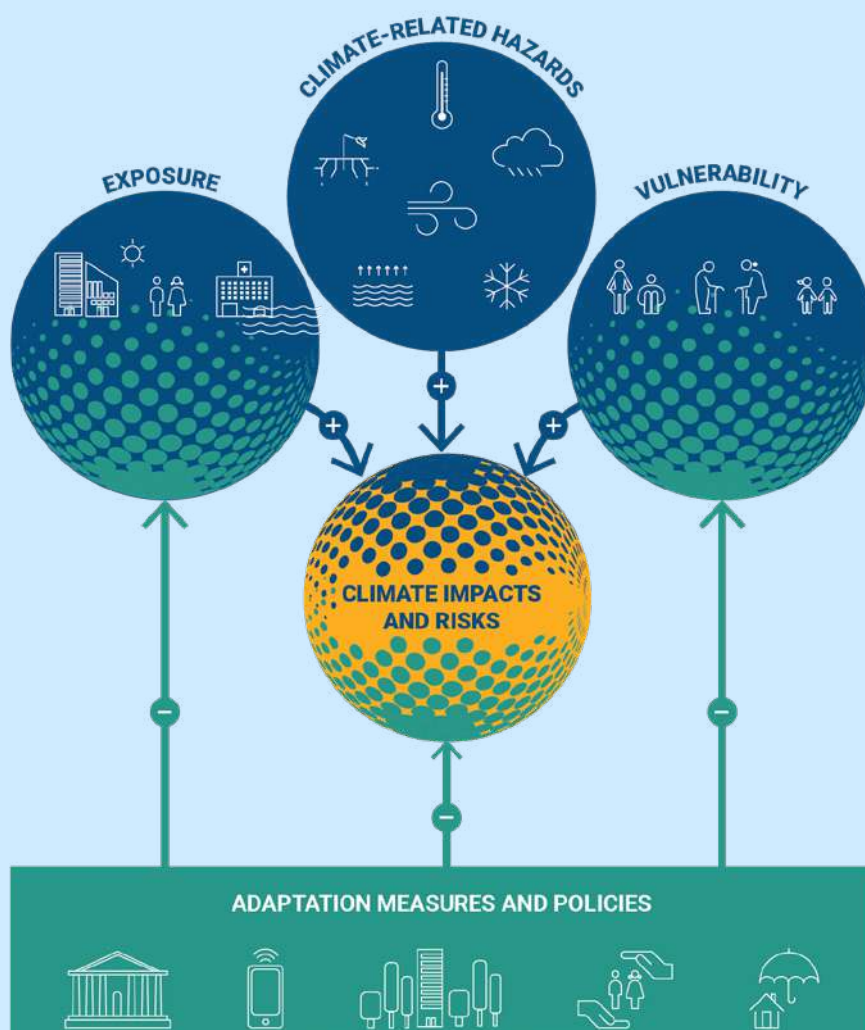 CLIMATE-RELATED HAZARDS
EXPOSURE
VULNERABILITY
+
+
+
CLIMATE IMPACTS
AND RISKS
−
−
−
ADAPTATION MEASURES AND POLICIES